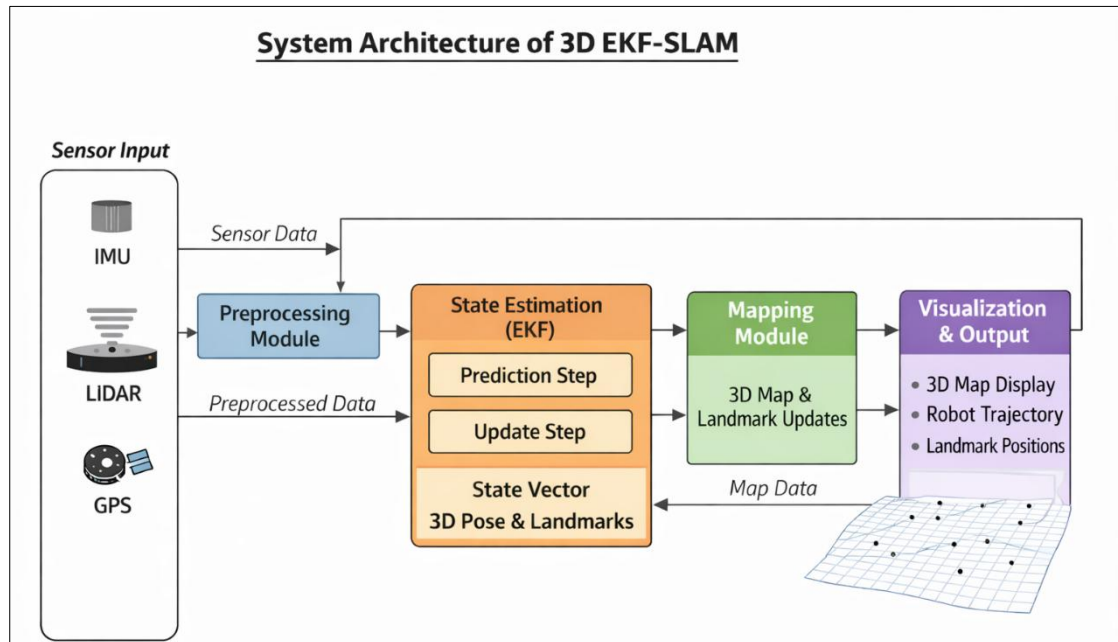 System Architecture of 3D EKF-SLAM
Sensor Input
IMU
LIDAR
GPS
Sensor Data
Preprocessing
Module
Preprocessed Data
State Estimation
(EKF)
Prediction Step
Update Step
State Vector
3D Pose & Landmarks
Mapping
Module
3D Map &
Landmark Updates
Map Data
Visualization
& Output
• 3D Map Display
• Robot Trajectory
• Landmark Positions